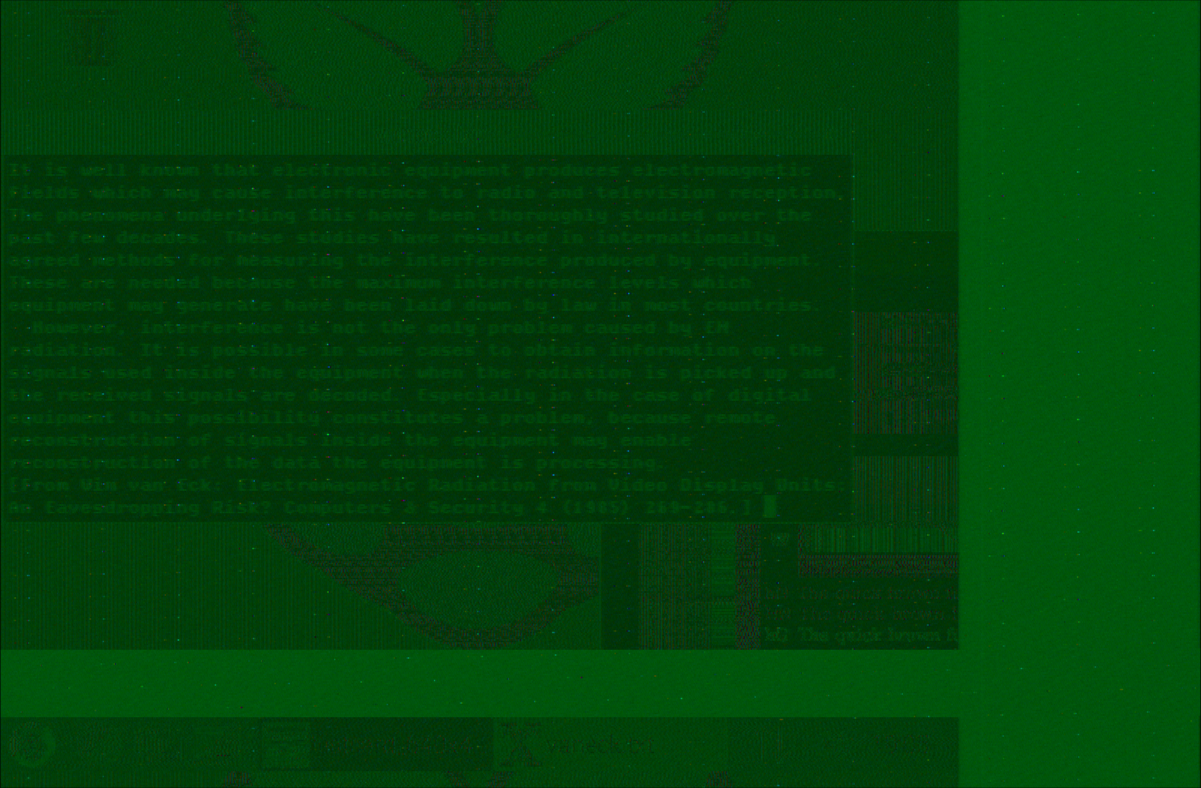 It is well known that electronic equipment produces electromagnetic
fields which may cause interference to radio and television reception.
The phenomena underlying this have been thoroughly studied over the
past few decades. These studies have resulted in internationally
agreed methods for measuring the interference produced by equipment.
These are needed because the maximum interference levels which
equipment may generate have been laid down by law in most countries.
However, interference is not the only problem caused by EM
radiation. It is possible in some cases to obtain information on the
signals used inside the equipment when the radiation is picked up and
the received signals are decoded. Especially in the case of digital
equipment this possibility constitutes a problem, because remote
reconstruction of signals inside the equipment may enable
reconstruction of the data the equipment is processing.
[From Wim van Eck: Electromagnetic Radiation from Video Display Units:
An Eavesdropping Risk? Computers & Security 4 (1985) 269-286.]
The quick brown
The quick brown
The quick brown